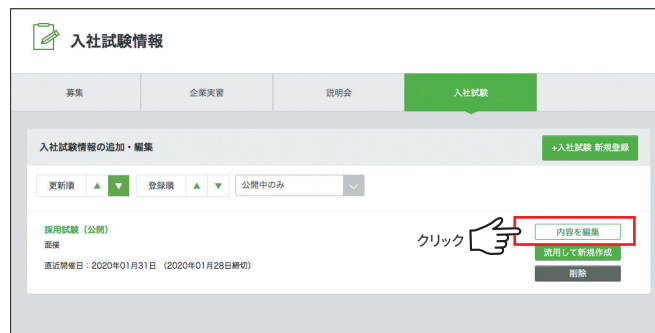 入社試験情報
募集 企業実習 説明会 入社試験
入社試験情報の追加・編集 +入社試験 新規登録
更新順 ▲ ▼ 登録順 ▲ ▼ 公開中のみ
採用試験（公開）
面接
直近開催日：2020年01月31日 （2020年01月28日締切）
クリック
内容を編集
流用して新規作成
削除